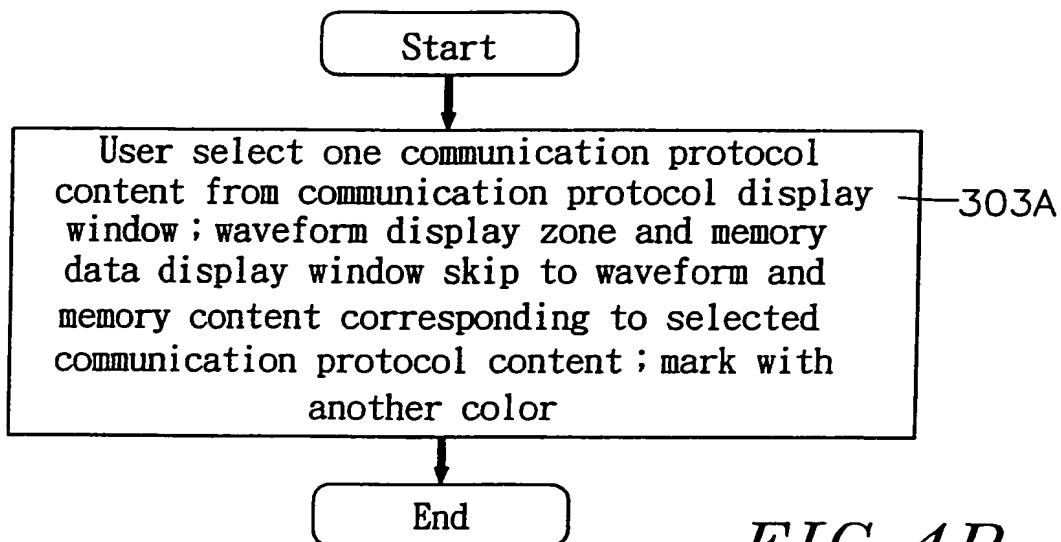 Start
User select one communication protocol
content from communication protocol display
window ; waveform display zone and memory
data display window skip to waveform and
memory content corresponding to selected
communication protocol content ; mark with
another color
303A
End
FIG. 4B